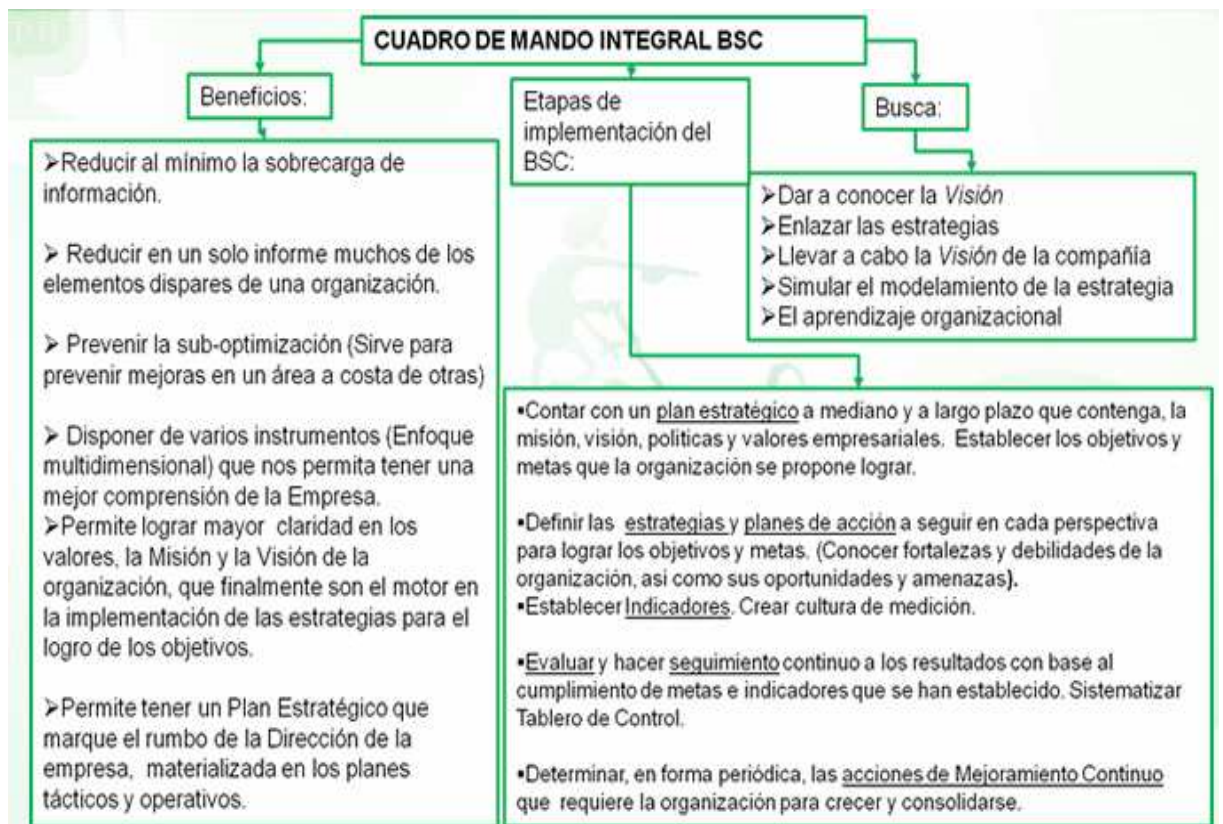 CUADRO DE MANDO INTEGRAL BSC
Beneficios:
➢Reducir al mínimo la sobrecarga de
información.
➢ Reducir en un solo informe muchos de los
elementos dispares de una organización.
➢ Prevenir la sub-optimización (Sirve para
prevenir mejoras en un área a costa de otras)
➢ Disponer de varios instrumentos (Enfoque
multidimensional) que nos permita tener una
mejor comprensión de la Empresa.
➢Permite lograr mayor claridad en los
valores, la Misión y la Visión de la
organización, que finalmente son el motor en
la implementación de las estrategias para el
logro de los objetivos.
➢Permite tener un Plan Estratégico que
marque el rumbo de la Dirección de la
empresa, materializada en los planes
tácticos y operativos.
Etapas de
implementación del
BSC:
▪Contar con un plan estratégico a mediano y a largo plazo que contenga, la
misión, visión, políticas y valores empresariales. Establecer los objetivos y
metas que la organización se propone lograr.
▪Definir las estrategias y planes de acción a seguir en cada perspectiva
para lograr los objetivos y metas. (Conocer fortalezas y debilidades de la
organización, asi como sus oportunidades y amenazas).
▪Establecer Indicadores. Crear cultura de medición.
▪Evaluar y hacer seguimiento continuo a los resultados con base al
cumplimiento de metas e indicadores que se han establecido. Sistematizar
Tablero de Control.
▪Determinar, en forma periódica, las acciones de Mejoramiento Continuo
que requiere la organización para crecer y consolidarse.
Busca:
➢Dar a conocer la Visión
➢Enlazar las estrategias
➢Llevar a cabo la Visión de la compañía
➢Simular el modelamiento de la estrategia
➢El aprendizaje organizacional